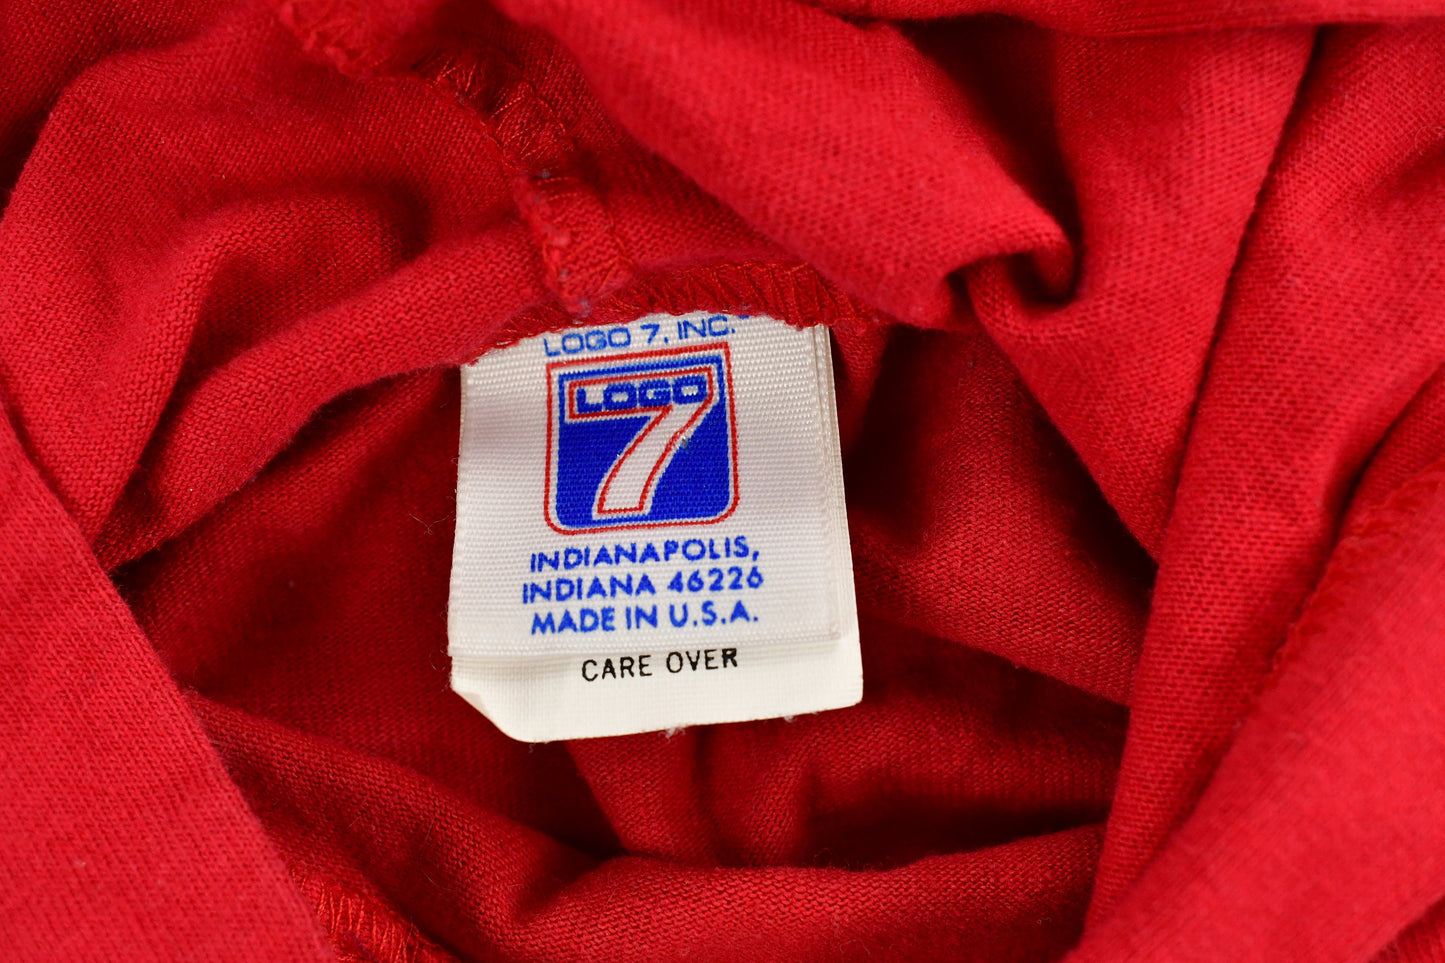 LOGO 7, INC.
LOGO
7
INDIANAPOLIS,
INDIANA 46226
MADE IN U.S.A.
CARE OVER